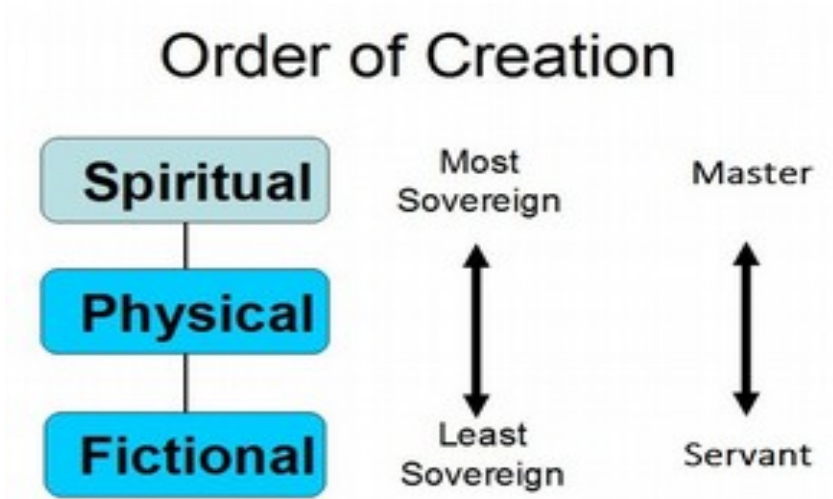 Order of Creation
Spiritual
Most
Sovereign
Master
Physical
Fictional
Least
Sovereign
Servant